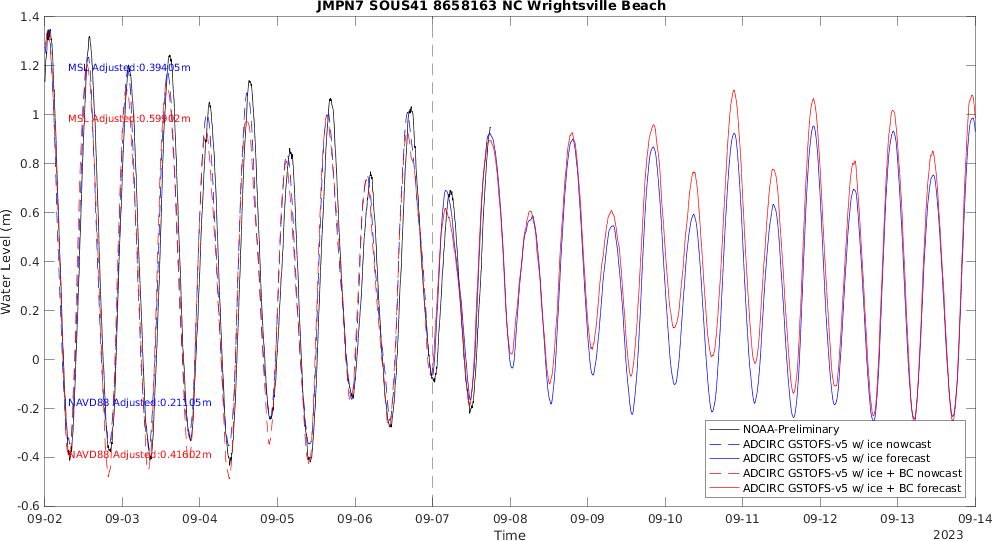 JMPN7 SOUS41 8658163 NC Wrightsville Beach
1.4
1.2
1
0.8
0.6
0.4
0.2
0
-0.2
-0.4
-0.6
Water Level (m)
MSL Adjusted:0.39405m
MSL Adjusted:0.59902m
NAVD88 Adjusted:0.21105m
NAVD88 Adjusted:0.41602m
NOAA-Preliminary
ADCIRC GSTOFS-v5 w/ ice nowcast
ADCIRC GSTOFS-v5 w/ ice forecast
ADCIRC GSTOFS-v5 w/ ice + BC nowcast
ADCIRC GSTOFS-v5 w/ ice + BC forecast
09-02 09-03 09-04 09-05 09-06 09-07 09-08 09-09 09-10 09-11 09-12 09-13 09-14
Time
2023